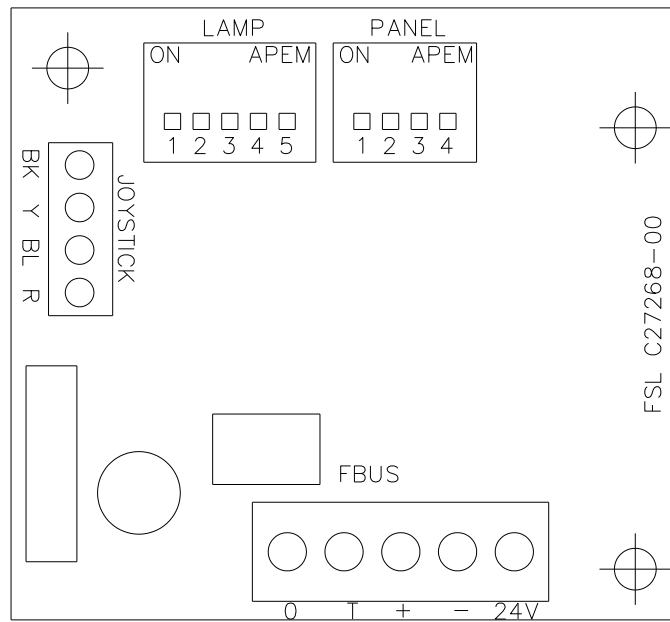 LAMP
ON APEM
1 2 3 4 5
PANEL
ON APEM
1 2 3 4
BK Y BL R
JOYSTICK
FSL C27268-00
FBUS
0 T + - 24V